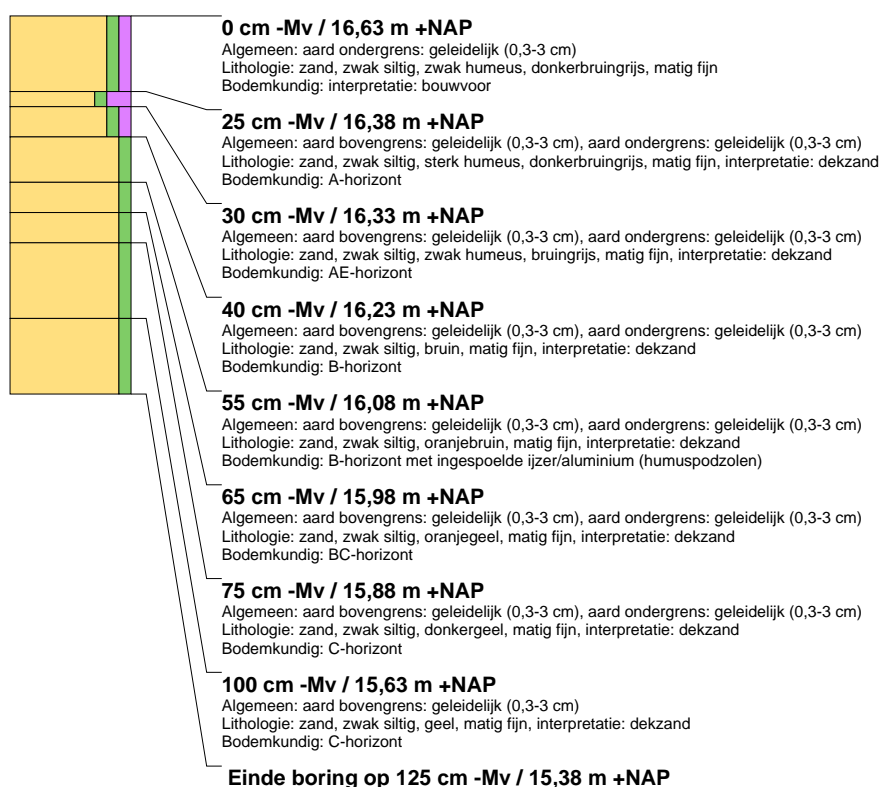 0 cm -Mv / 16,63 m +NAP
Algemeen: aard ondergrens: geleidelijk (0,3-3 cm)
Lithologie: zand, zwak siltig, zwak humeus, donkerbruingrijs, matig fijn
Bodemkundig: interpretatie: bouwvoor
25 cm -Mv / 16,38 m +NAP
Algemeen: aard bovengrens: geleidelijk (0,3-3 cm), aard ondergrens: geleidelijk (0,3-3 cm)
Lithologie: zand, zwak siltig, sterk humeus, donkerbruingrijs, matig fijn, interpretatie: dekzand
Bodemkundig: A-horizont
30 cm -Mv / 16,33 m +NAP
Algemeen: aard bovengrens: geleidelijk (0,3-3 cm), aard ondergrens: geleidelijk (0,3-3 cm)
Lithologie: zand, zwak siltig, zwak humeus, bruingrijs, matig fijn, interpretatie: dekzand
Bodemkundig: AE-horizont
40 cm -Mv / 16,23 m +NAP
Algemeen: aard bovengrens: geleidelijk (0,3-3 cm), aard ondergrens: geleidelijk (0,3-3 cm)
Lithologie: zand, zwak siltig, bruin, matig fijn, interpretatie: dekzand
Bodemkundig: B-horizont
55 cm -Mv / 16,08 m +NAP
Algemeen: aard bovengrens: geleidelijk (0,3-3 cm), aard ondergrens: geleidelijk (0,3-3 cm)
Lithologie: zand, zwak siltig, oranjebruin, matig fijn, interpretatie: dekzand
Bodemkundig: B-horizont met ingespoelde ijzer/aluminium (humuspodzolen)
65 cm -Mv / 15,98 m +NAP
Algemeen: aard bovengrens: geleidelijk (0,3-3 cm), aard ondergrens: geleidelijk (0,3-3 cm)
Lithologie: zand, zwak siltig, oranjegeel, matig fijn, interpretatie: dekzand
Bodemkundig: BC-horizont
75 cm -Mv / 15,88 m +NAP
Algemeen: aard bovengrens: geleidelijk (0,3-3 cm), aard ondergrens: geleidelijk (0,3-3 cm)
Lithologie: zand, zwak siltig, donkergeel, matig fijn, interpretatie: dekzand
Bodemkundig: C-horizont
100 cm -Mv / 15,63 m +NAP
Algemeen: aard bovengrens: geleidelijk (0,3-3 cm)
Lithologie: zand, zwak siltig, geel, matig fijn, interpretatie: dekzand
Bodemkundig: C-horizont
Einde boring op 125 cm -Mv / 15,38 m +NAP